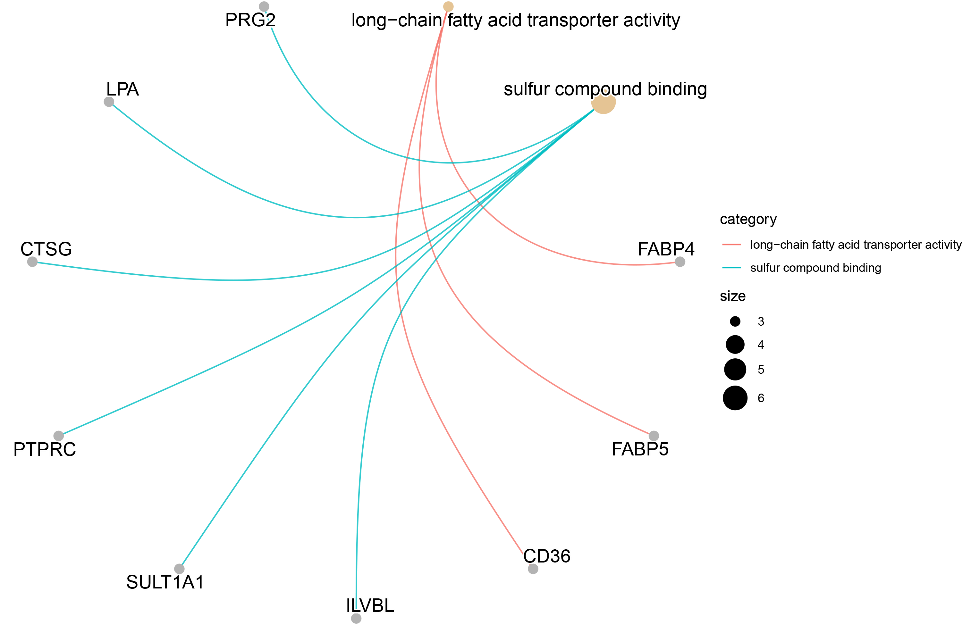 PRG2
long−chain fatty acid transporter activity
LPA
sulfur compound binding
CTSG
FABP4
PTPRC
FABP5
SULT1A1
CD36
ILVBL
category
long−chain fatty acid transporter activity
sulfur compound binding
size
3
4
5
6